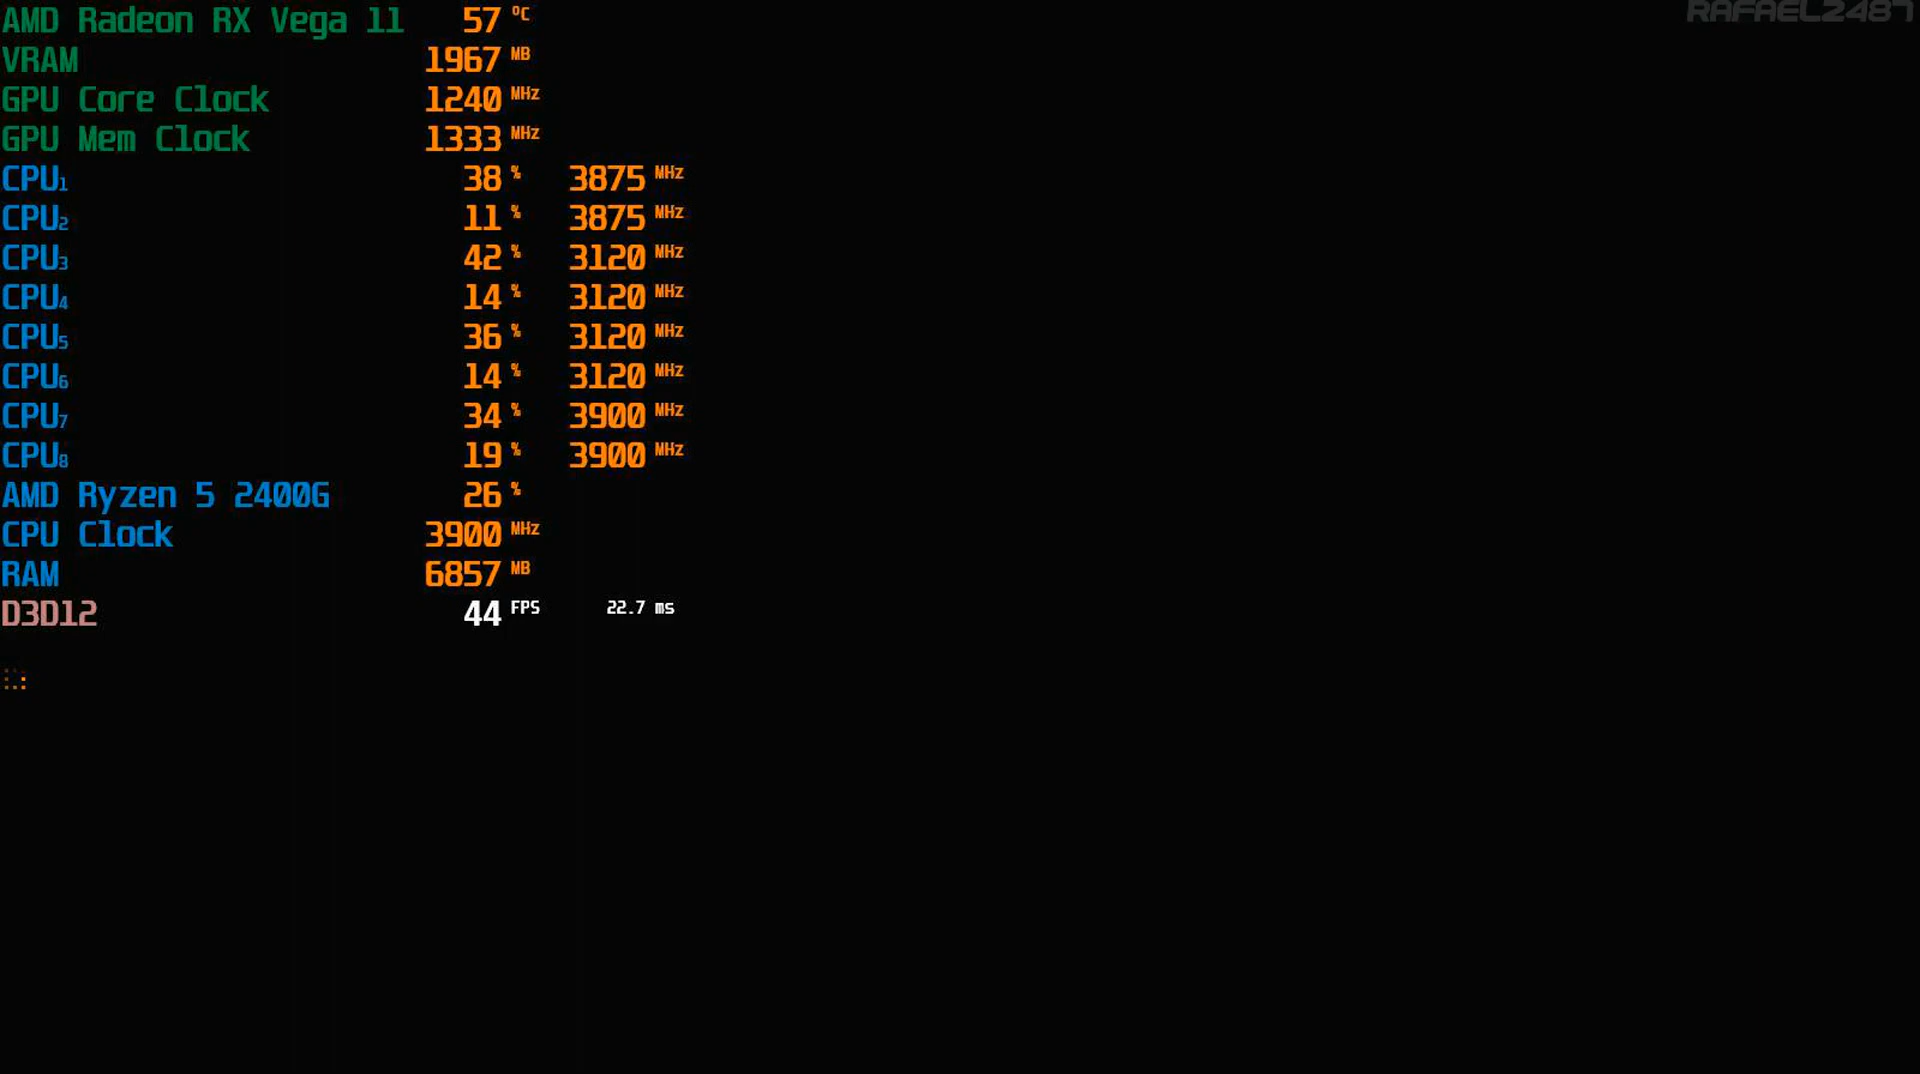 RAFAEL2487
AMD Radeon RX Vega 11 57 °C
VRAM 1967 MB
GPU Core Clock 1240 MHz
GPU Mem Clock 1333 MHz
CPU1 38 % 3875 MHz
CPU2 11 % 3875 MHz
CPU3 42 % 3120 MHz
CPU4 14 % 3120 MHz
CPU5 36 % 3120 MHz
CPU6 14 % 3120 MHz
CPU7 34 % 3900 MHz
CPU8 19 % 3900 MHz
AMD Ryzen 5 2400G 26 %
CPU Clock 3900 MHz
RAM 6857 MB
D3D12 44 FPS 22.7 ms